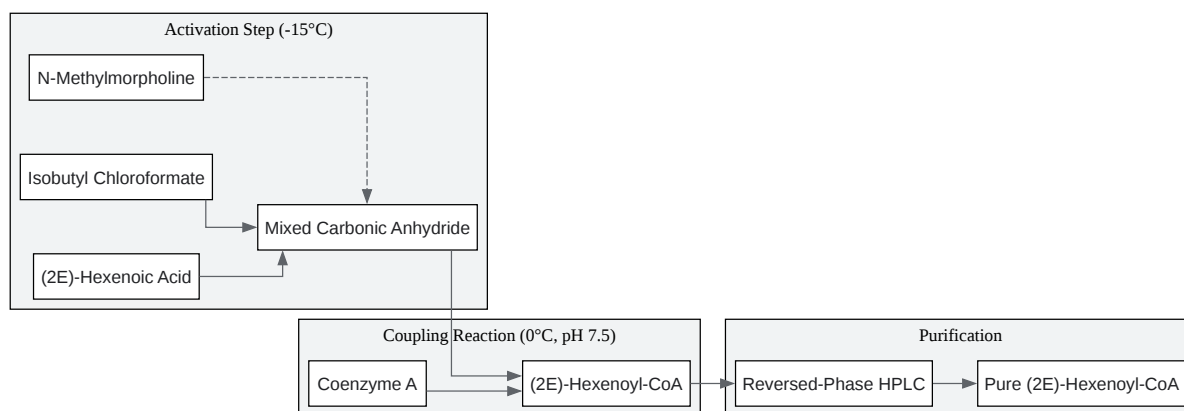 Activation Step (-15°C)
N-Methylmorpholine
Isobutyl Chloroformate
Mixed Carbonic Anhydride
(2E)-Hexenoic Acid
Coupling Reaction (0°C, pH 7.5)
Coenzyme A
(2E)-Hexenoyl-CoA
Purification
Reversed-Phase HPLC
Pure (2E)-Hexenoyl-CoA